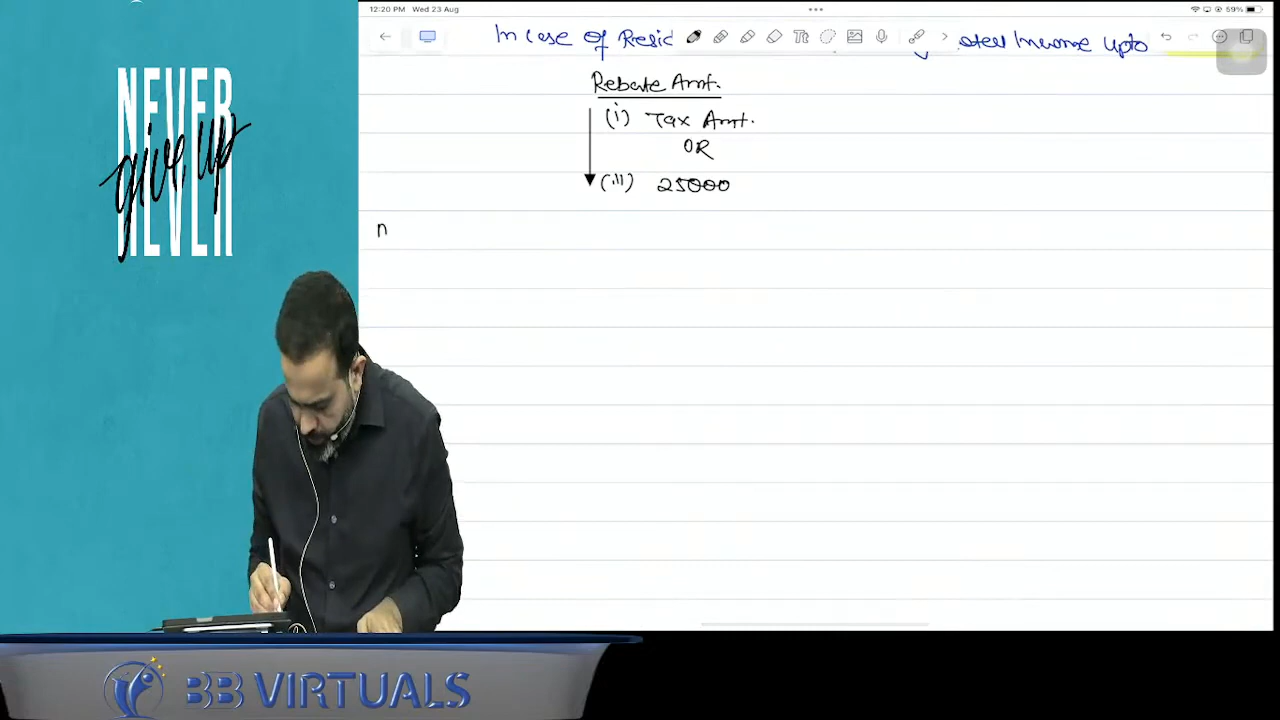 12:20 PM Wed 23 Aug
59%
In Case of Resid
Income upto
Rebate Amt.
(i) Tax Amt.
OR
(ii) 25000
n
NEVER
give up
NEVER
BB VIRTUALS